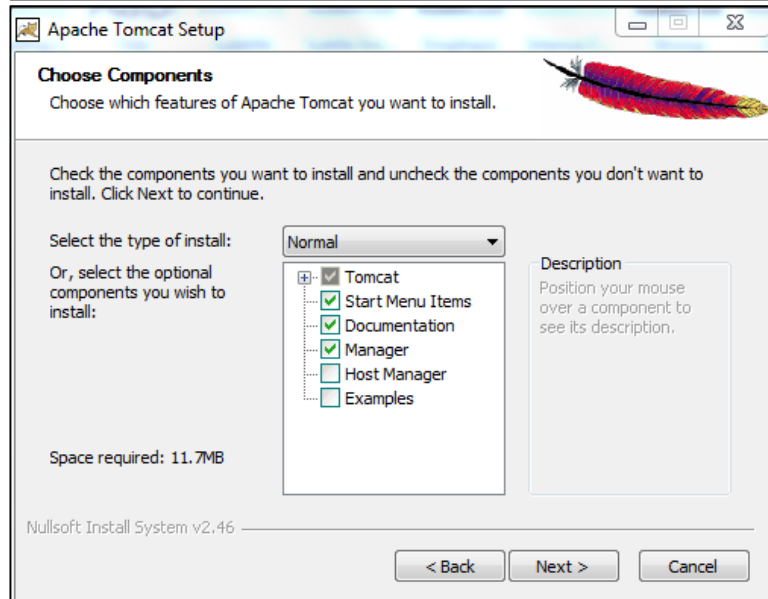 Apache Tomcat Setup
Choose Components
Choose which features of Apache Tomcat you want to install.
Check the components you want to install and uncheck the components you don't want to
install. Click Next to continue.
Select the type of install:
Normal
Or, select the optional
components you wish to
install:
Tomcat
Start Menu Items
Documentation
Manager
Host Manager
Examples
Description
Position your mouse
over a component to
see its description.
Space required: 11.7MB
Nullsoft Install System v2.46
< Back
Next >
Cancel